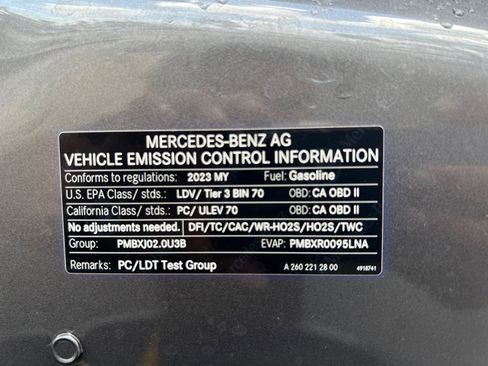 MERCEDES-BENZ AG
VEHICLE EMISSION CONTROL INFORMATION
Conforms to regulations: 2023 MY Fuel: Gasoline
U.S. EPA Class/ stds.: LDV/ Tier 3 BIN 70 OBD: CA OBD II
California Class/ stds.: PC/ ULEV 70 OBD: CA OBD II
No adjustments needed. DFI/TC/CAC/WR-HO2S/HO2S/TWC
Group: PMBXJ02.0U3B EVAP: PMBXR0095LNA
Remarks: PC/LDT Test Group A 260 221 28 00 4918741